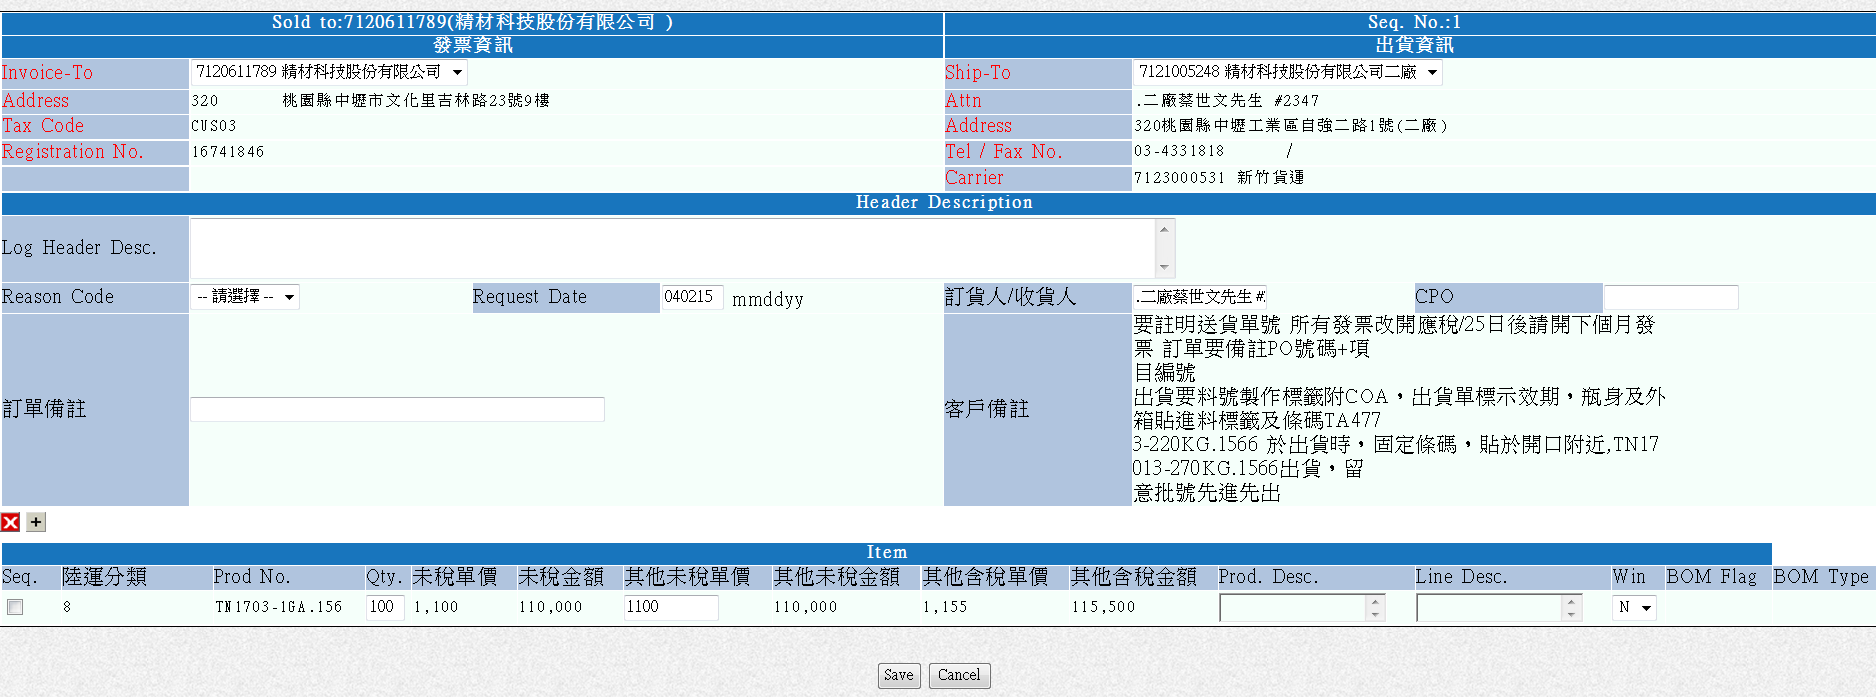 Sold to:7120611789(精材科技股份有限公司 )
Seq. No.:1
發票資訊
出貨資訊
Invoice-To 7120611789 精材科技股份有限公司
Ship-To 7121005248 精材科技股份有限公司二廠
Address 320 桃園縣中壢市文化里吉林路23號9樓
Attn .二廠蔡世文先生 #2347
Tax Code CUS03
Address 320桃園縣中壢工業區自強二路1號(二廠)
Registration No. 16741846
Tel / Fax No. 03-4331818 /
Carrier 7123000531 新竹貨運
Header Description
Log Header Desc.
Reason Code -- 請選擇 -- Request Date 040215 mmddyy
訂貨人/收貨人 .二廠蔡世文先生 # CPO
訂單備註
客戶備註
要註明送貨單號 所有發票改開應稅/25日後請開下個月發
票 訂單要備註PO號碼+項
目編號
出貨要料號製作標籤附COA，出貨單標示效期，瓶身及外
箱貼進料標籤及條碼TA477
3-220KG.1566 於出貨時，固定條碼，貼於開口附近,TN17
013-270KG.1566出貨，留
意批號先進先出
+
Item
Seq. 陸運分類 Prod No. Qty. 未稅單價 未稅金額 其他未稅單價 其他未稅金額 其他含稅單價 其他含稅金額 Prod. Desc. Line Desc. Win BOM Flag BOM Type
8 TN1703-1GA.156 100 1,100 110,000 1100 110,000 1,155 115,500 N
Save Cancel